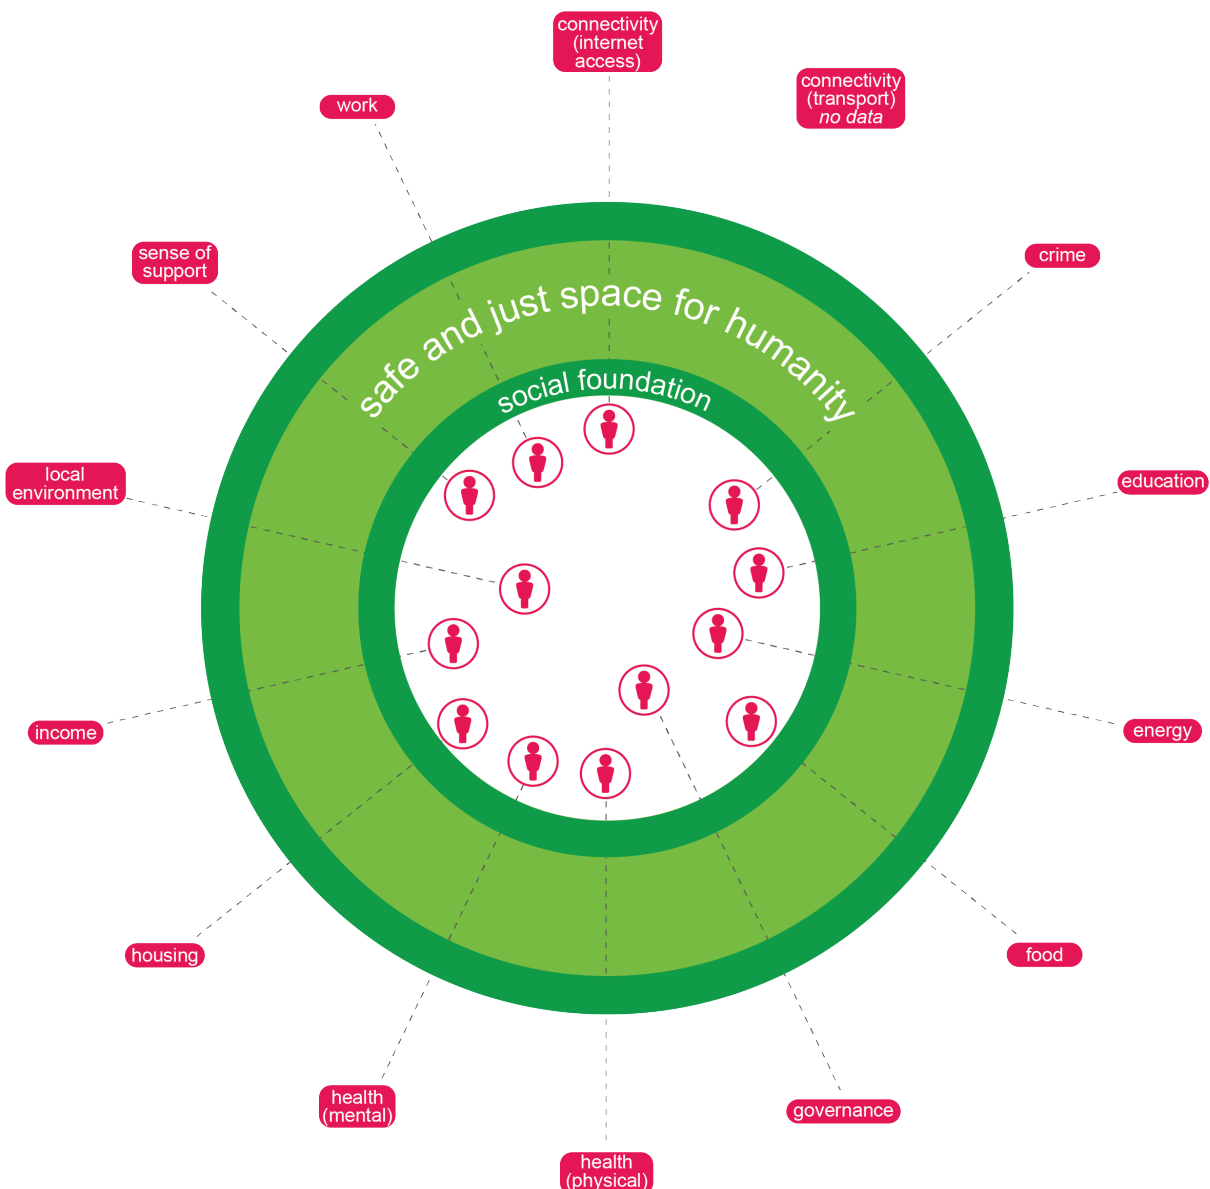 connectivity
(internet
access)
connectivity
(transport)
no data
work
sense of
support
crime
safe and just space for humanity
social foundation
local
environment
education
income
energy
housing
food
health
(mental)
governance
health
(physical)